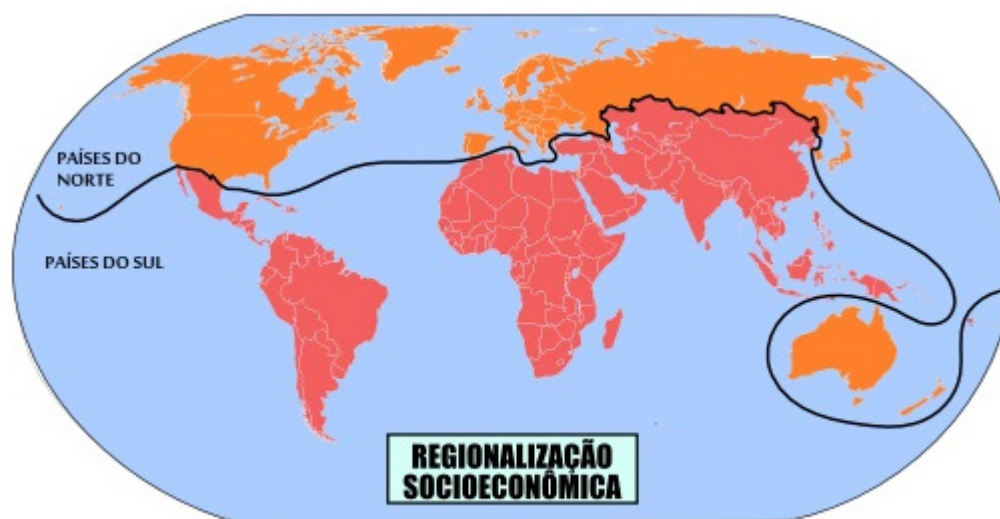 PAÍSES DO
NORTE
PAÍSES DO SUL
REGIONALIZAÇÃO
SOCIOECONÔMICA